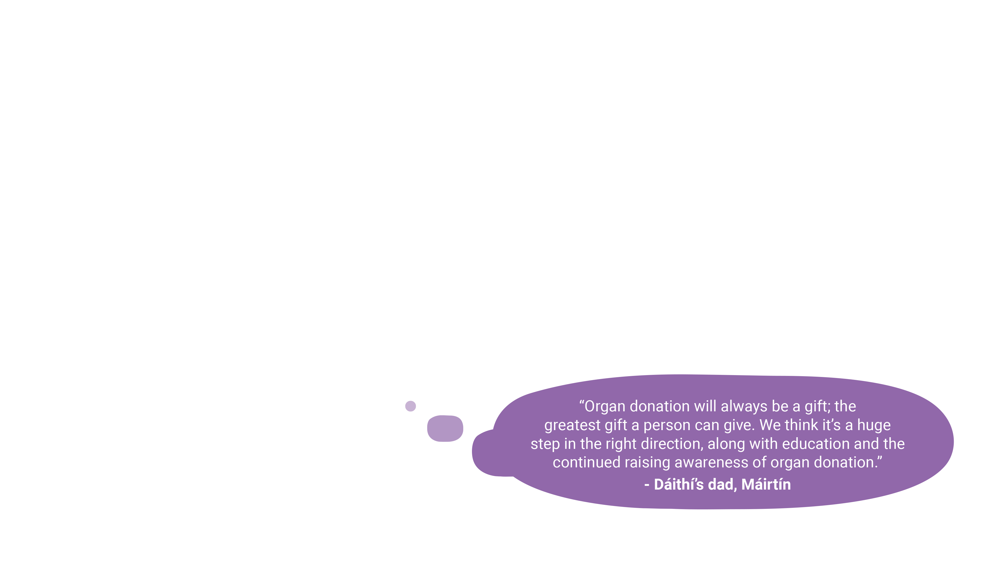 “Organ donation will always be a gift; the
greatest gift a person can give. We think it’s a huge
step in the right direction, along with education and the
continued raising awareness of organ donation.”
- Dáithí’s dad, Máirtín